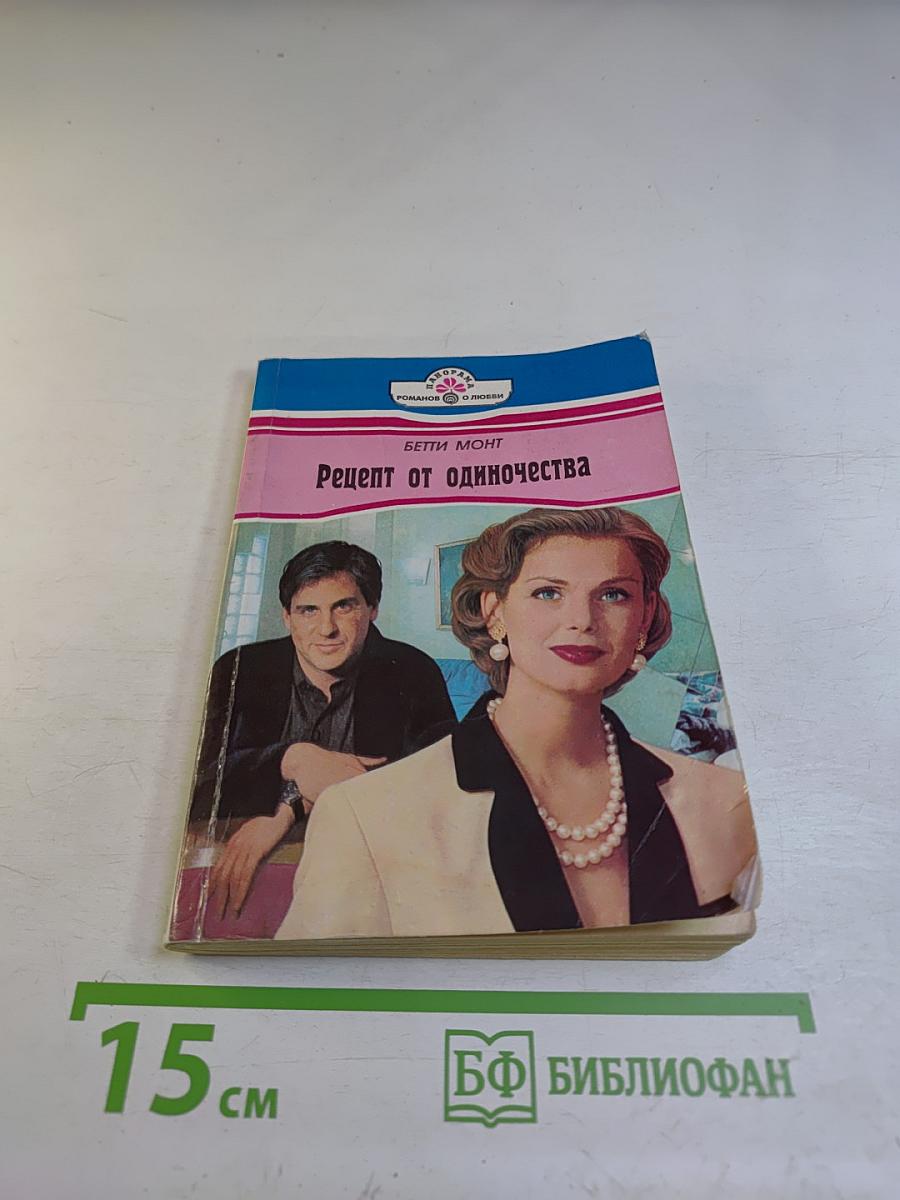 ПАНОРАМА
РОМАНОВ О ЛЮБВИ
БЕТТИ МОНТ
Рецепт от одиночества
15 см
БФ БИБЛИОФАН